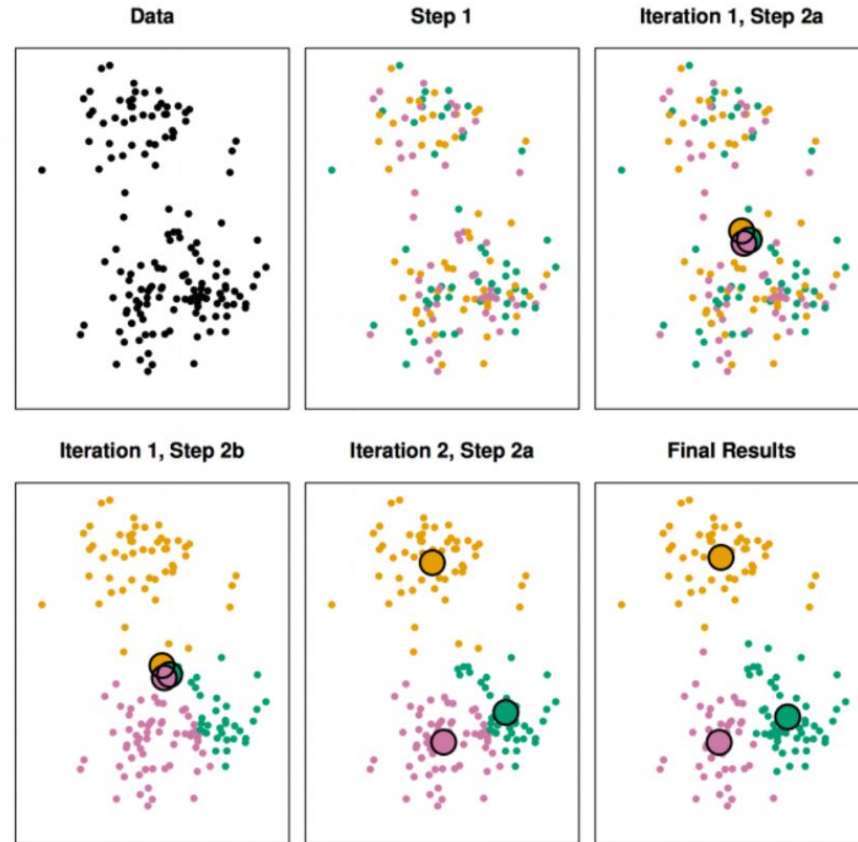 Data
Step 1
Iteration 1, Step 2a
Iteration 1, Step 2b
Iteration 2, Step 2a
Final Results